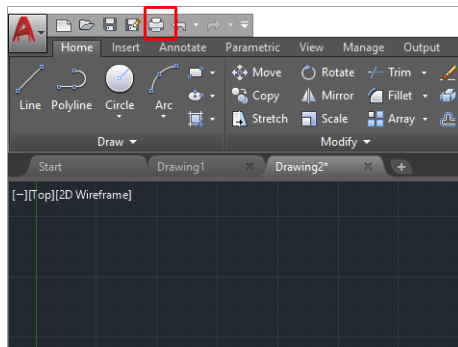 A
Home Insert Annotate Parametric View Manage Output
Line Polyline Circle Arc
Move Rotate Trim
Copy Mirror Fillet
Stretch Scale Array
Draw Modify
Start Drawing1 Drawing2*
[−][Top][2D Wireframe]